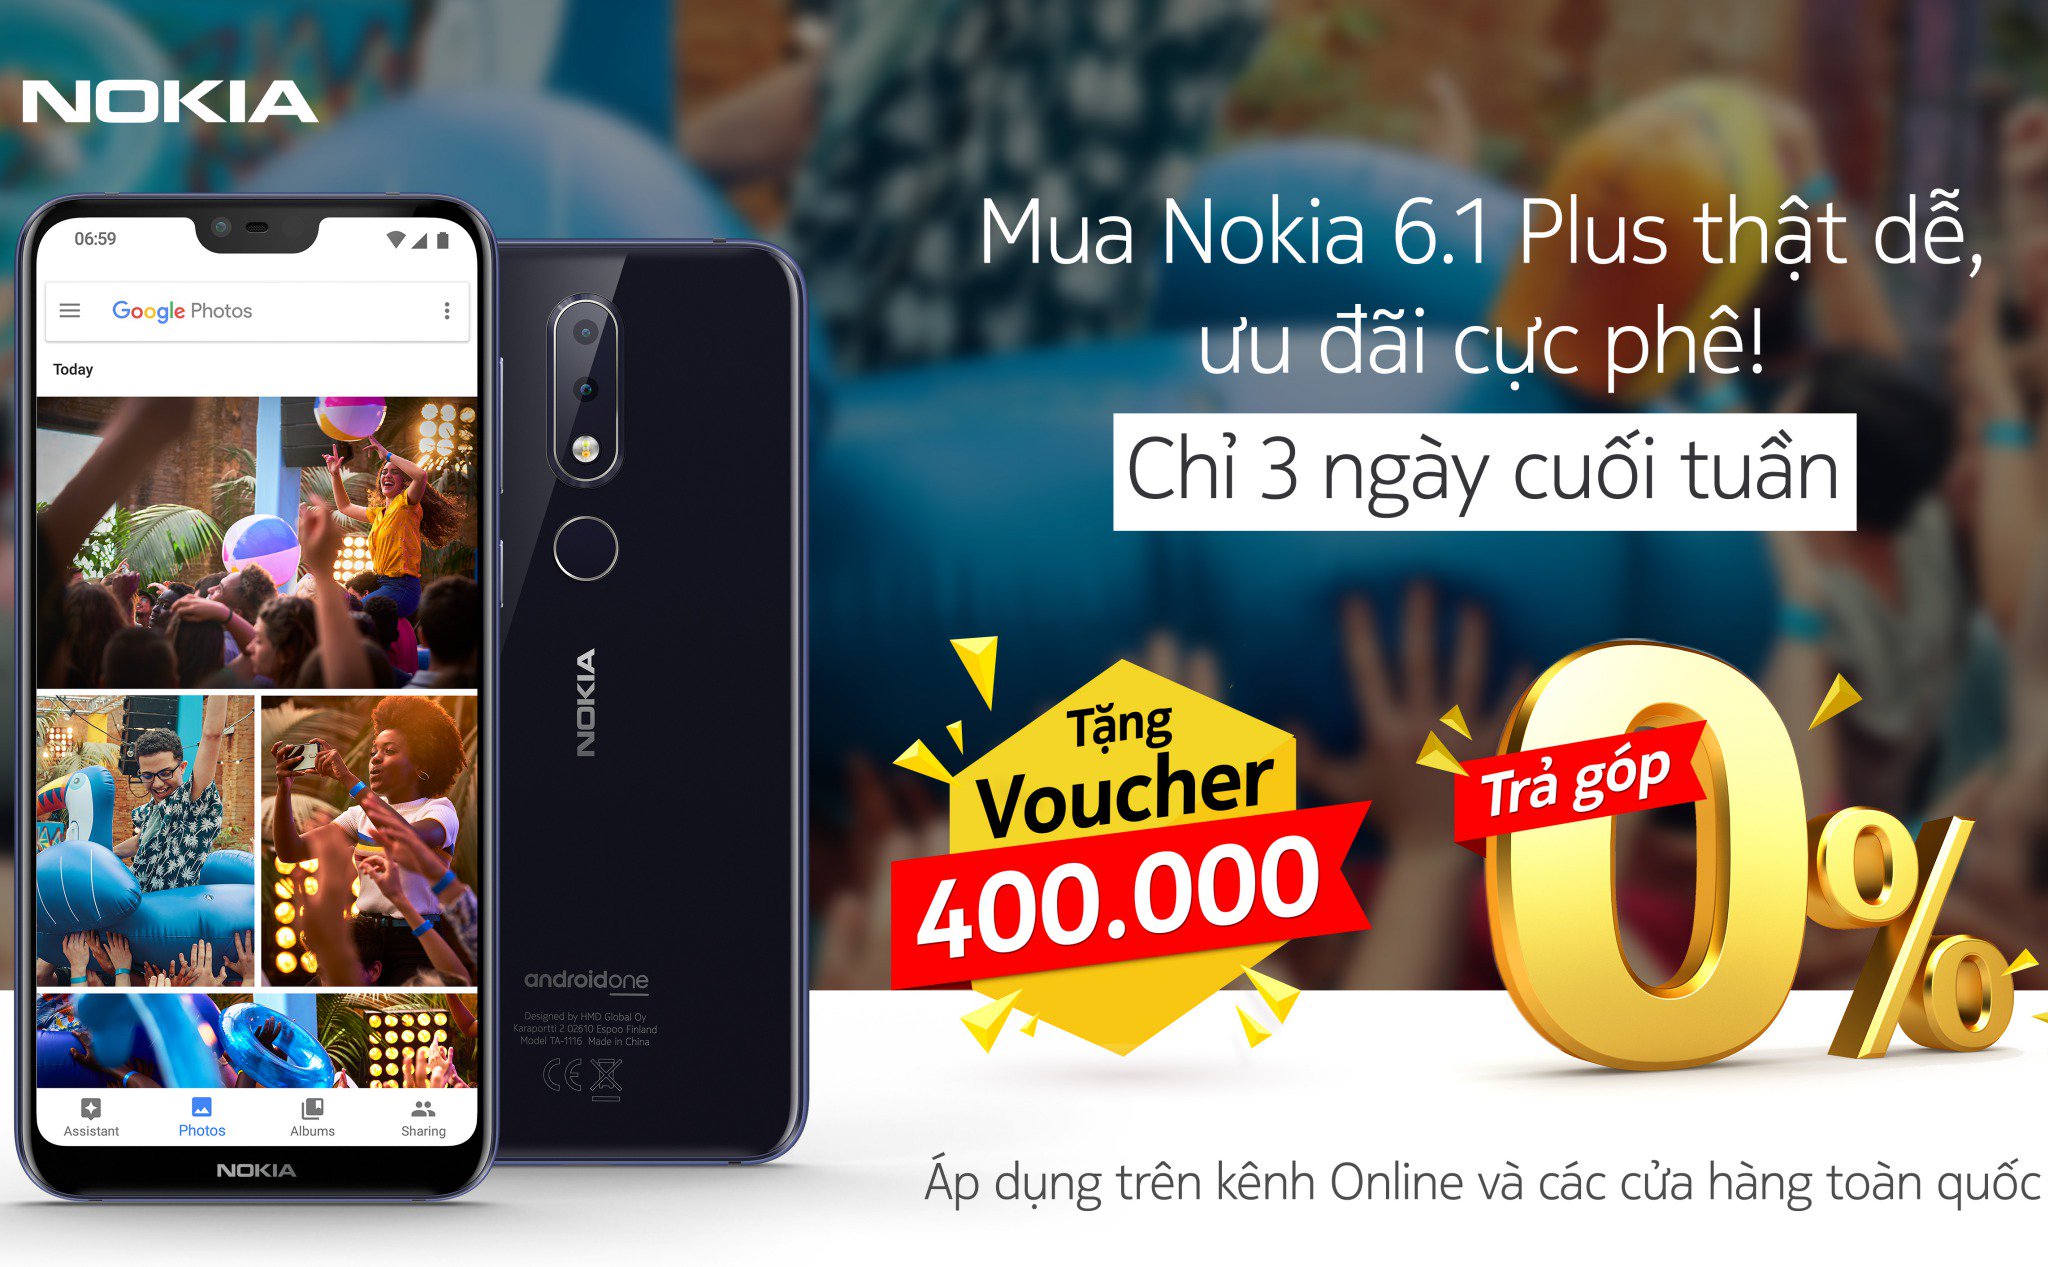 NOKIA
06:59
Google Photos
Today
Assistant
Photos
Albums
Sharing
NOKIA
NOKIA
androidone
Designed by HMD Global Oy
Karaportti 2 02610 Espoo Finland
Model TA-1116 Made in China
CE
Mua Nokia 6.1 Plus thật dễ,
ưu đãi cực phê!
Chỉ 3 ngày cuối tuần
Tặng
Voucher
400.000
Trả góp
0%
Áp dụng trên kênh Online và các cửa hàng toàn quốc